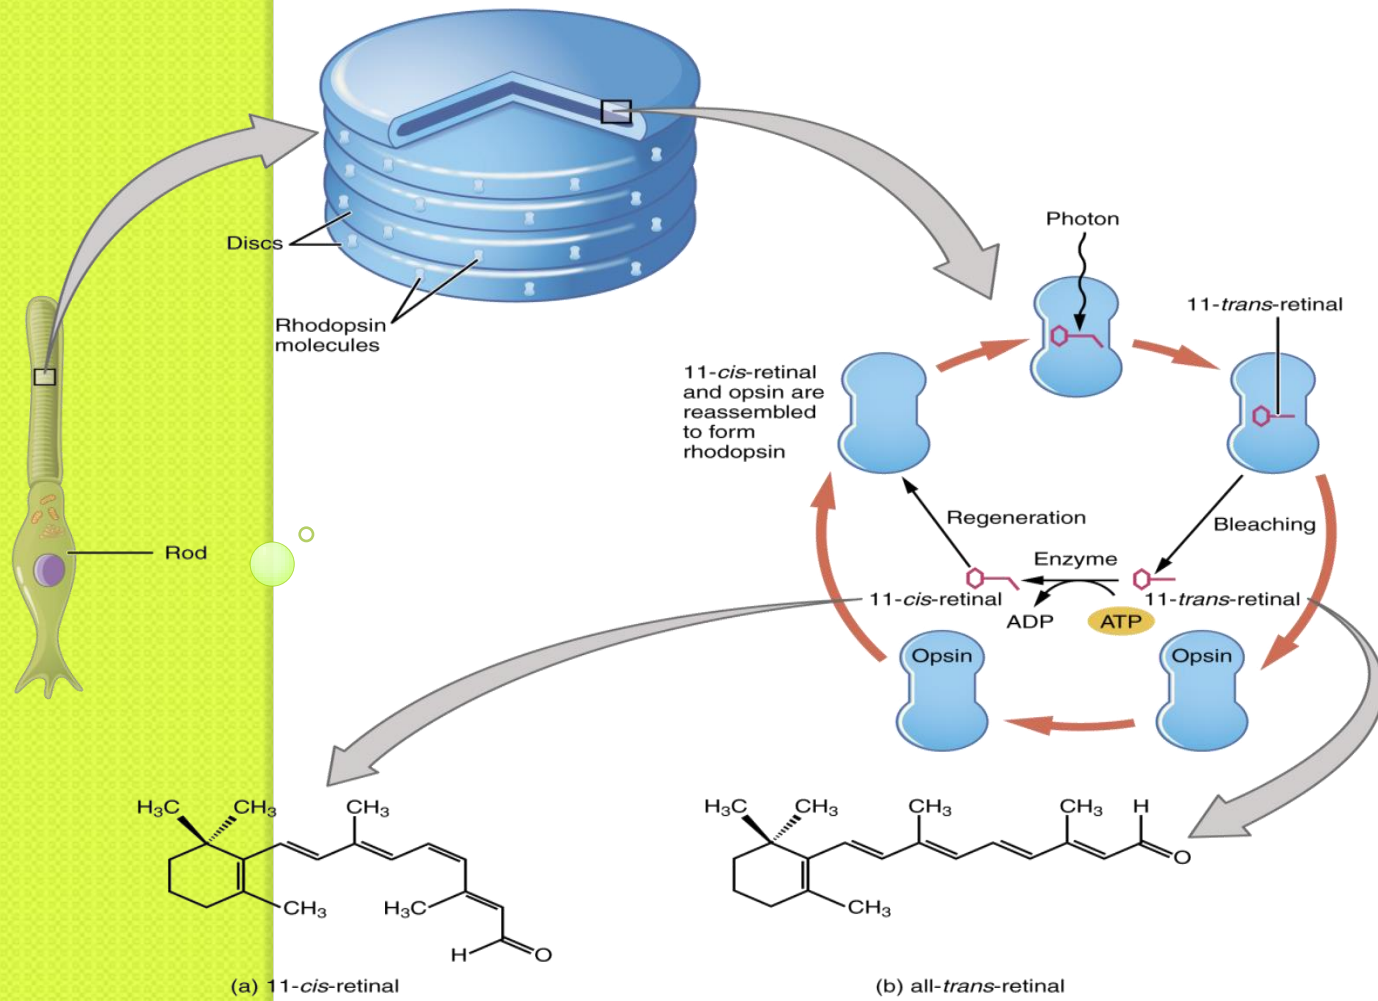 Photon
11-trans-retinal
Discs
Rhodopsin
molecules
11-cis-retinal
and opsin are
reassembled
to form
rhodopsin
Regeneration
Bleaching
Enzyme
Rod
11-cis-retinal
11-trans-retinal
ADP
ATP
Opsin
Opsin
H₃C
CH₃
CH₃
CH₃
H₃C
H
O
(a) 11-cis-retinal
H₃C
CH₃
CH₃
CH₃
H
O
CH₃
(b) all-trans-retinal